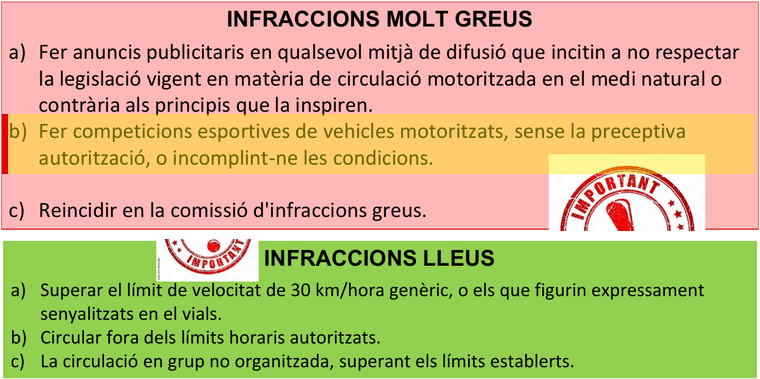 INFRACCIONS MOLT GREUS
a) Fer anuncis publicitaris en qualsevol mitjà de difusió que incitin a no respectar
la legislació vigent en matèria de circulació motoritzada en el medi natural o
contrària als principis que la inspiren.
b) Fer competicions esportives de vehicles motoritzats, sense la preceptiva
autorització, o incomplint-ne les condicions.
IMPORTANT
c) Reincidir en la comissió d'infraccions greus.
IMPORTANT
INFRACCIONS LLEUS
a) Superar el límit de velocitat de 30 km/hora genèric, o els que figurin expressament
senyalitzats en el vials.
b) Circular fora dels límits horaris autoritzats.
c) La circulació en grup no organitzada, superant els límits establerts.